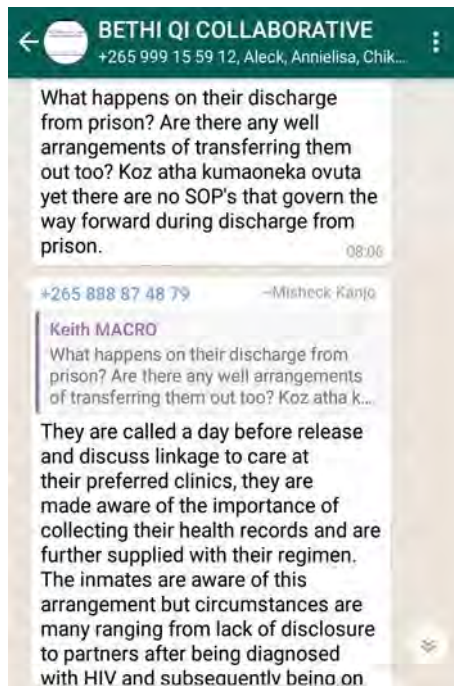 BETHI QI COLLABORATIVE
+265 999 15 59 12, Aleck, Annielisa, Chik...
What happens on their discharge
from prison? Are there any well
arrangements of transferring them
out too? Koz atha kumaoneka ovuta
yet there are no SOP's that govern the
way forward during discharge from
prison.
08:06
+265 888 87 48 79 ~Misheck Kanjo
Keith MACRO
What happens on their discharge from
prison? Are there any well arrangements
of transferring them out too? Koz atha k...
They are called a day before release
and discuss linkage to care at
their preferred clinics, they are
made aware of the importance of
collecting their health records and are
further supplied with their regimen.
The inmates are aware of this
arrangement but circumstances are
many ranging from lack of disclosure
to partners after being diagnosed
with HIV and subsequently being on